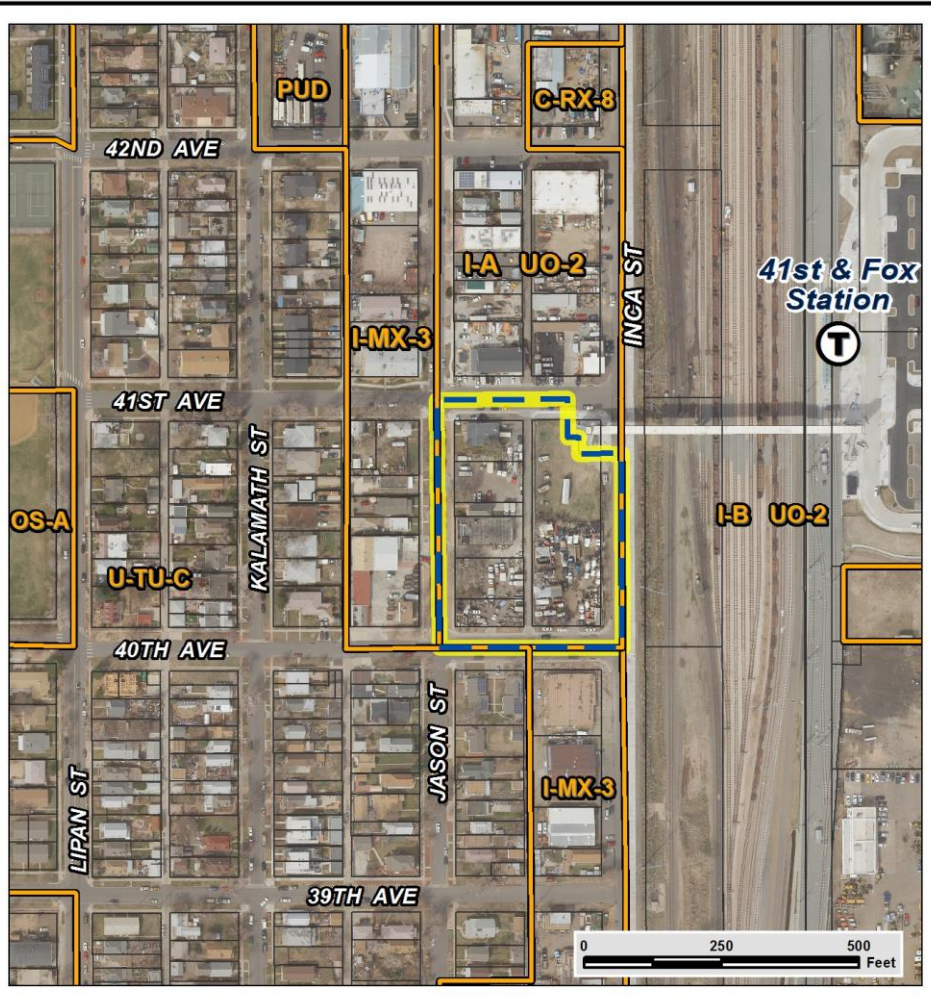 PUD
C-RX-8
42ND AVE
I-A UO-2
INCA ST
41st & Fox
Station
T
I-MX-3
41ST AVE
KALAMATH ST
OS-A
I-B UO-2
U-TU-C
40TH AVE
JASON ST
LIPAN ST
I-MX-3
39TH AVE
0 250 500
Feet